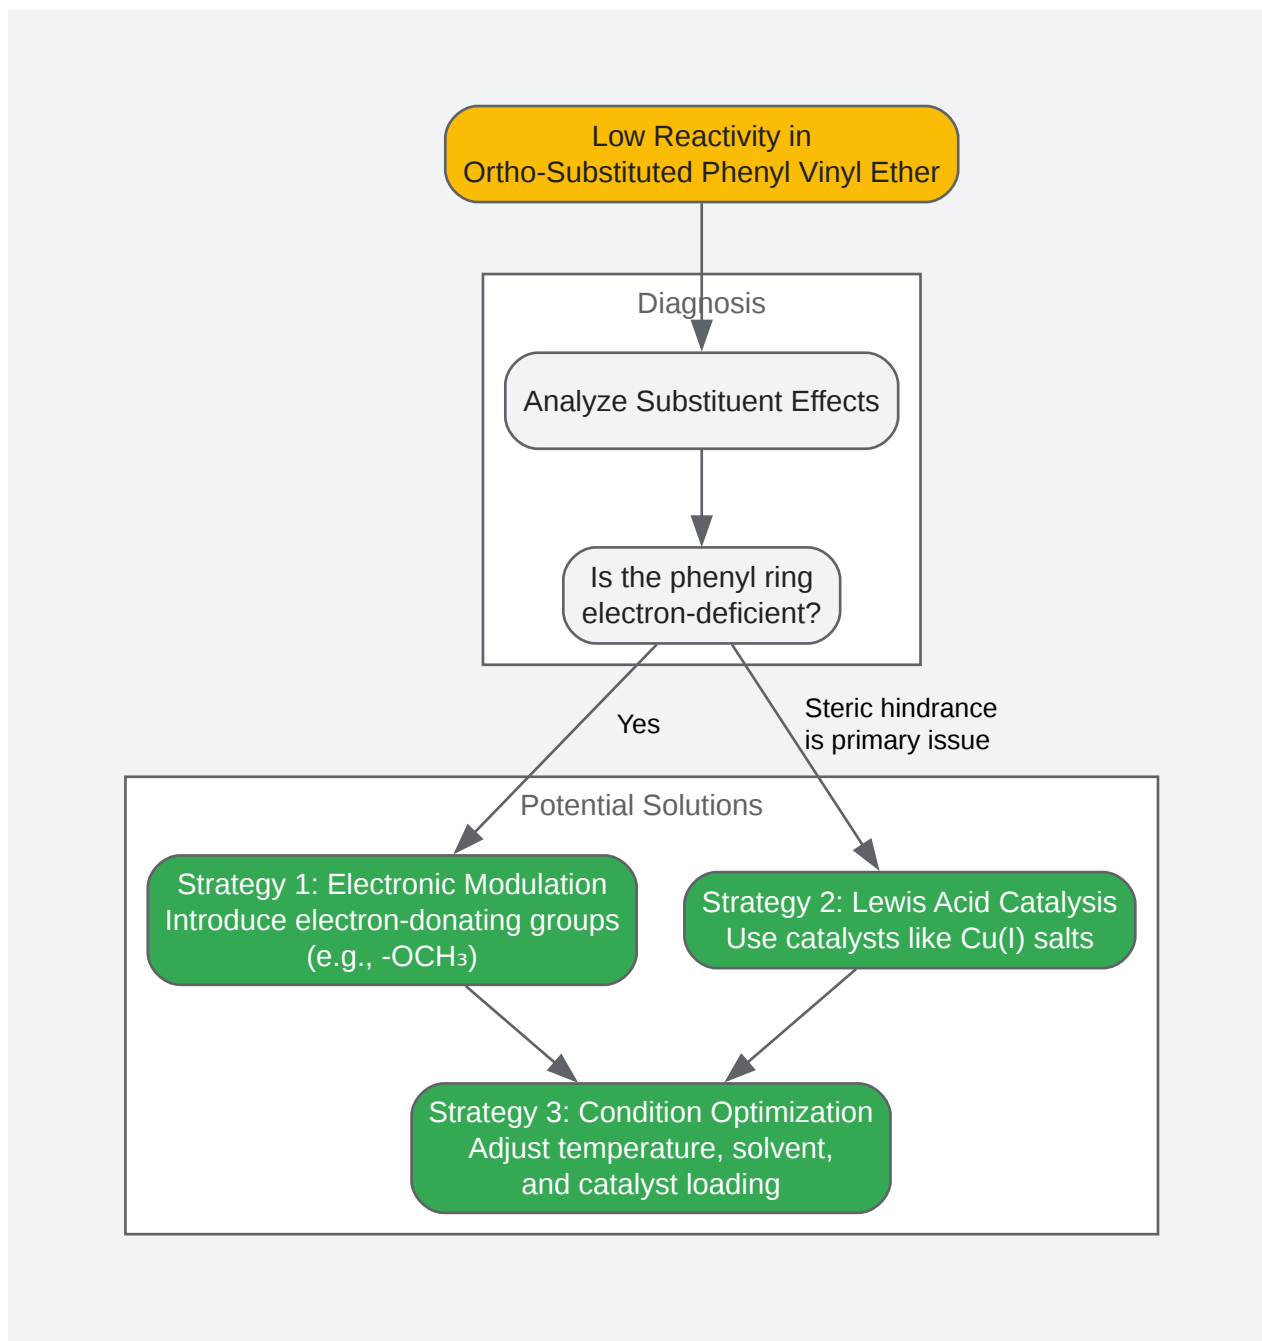 Low Reactivity in
Ortho-Substituted Phenyl Vinyl Ether
Diagnosis
Analyze Substituent Effects
Is the phenyl ring
electron-deficient?
Yes
Steric hindrance
is primary issue
Potential Solutions
Strategy 1: Electronic Modulation
Introduce electron-donating groups
(e.g., -OCH₃)
Strategy 2: Lewis Acid Catalysis
Use catalysts like Cu(I) salts
Strategy 3: Condition Optimization
Adjust temperature, solvent,
and catalyst loading